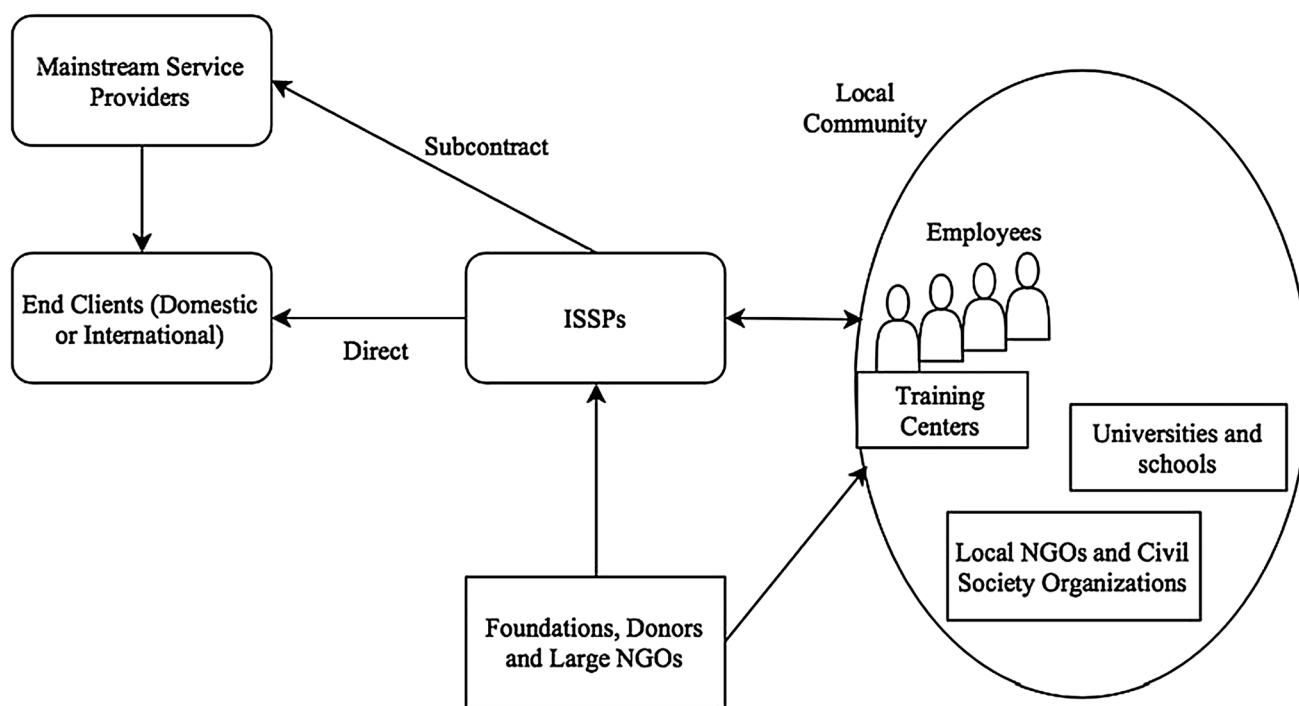 Mainstream Service
Providers
Subcontract
Local
Community
Employees
End Clients (Domestic
or International)
Direct
ISSPs
Training
Centers
Universities and
schools
Local NGOs and Civil
Society Organizations
Foundations, Donors
and Large NGOs